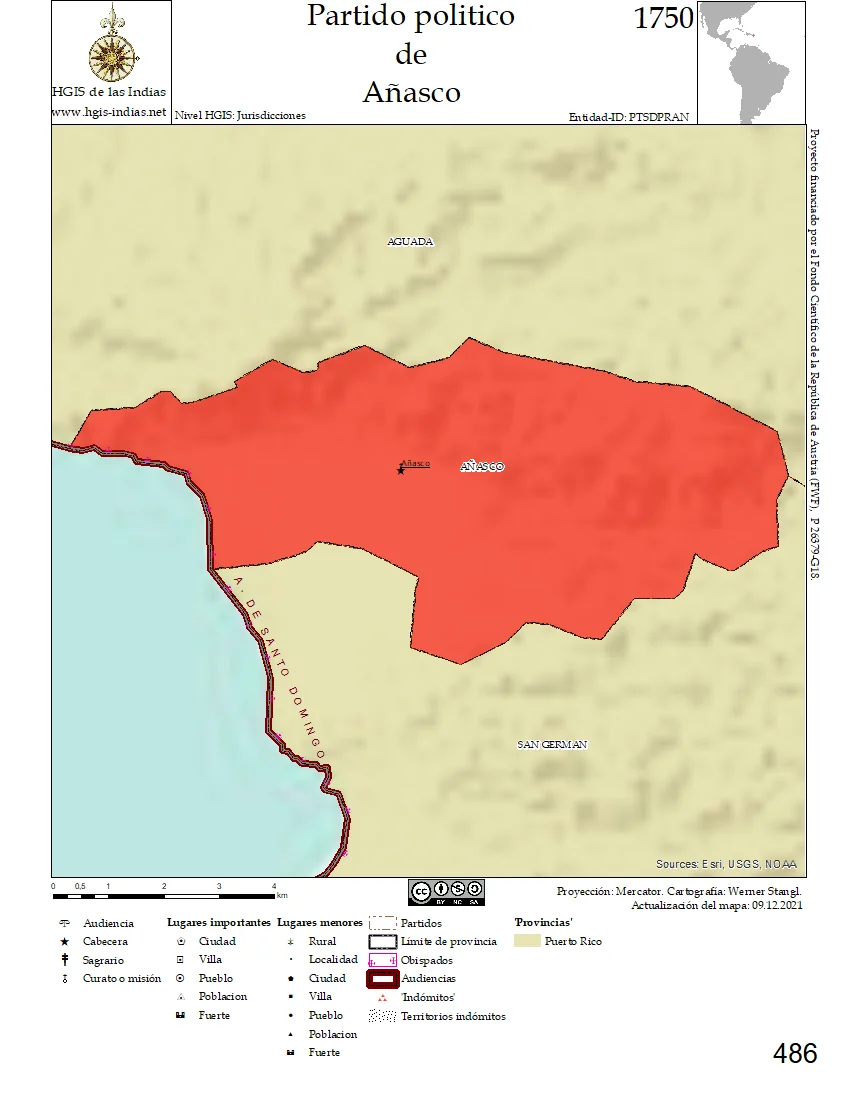 Partido politico
de
Añasco
1750
HGIS de las Indias
www.hgis-indias.net
Nivel HGIS: Jurisdicciones
Entidad-ID: PTSDPRAN
Proyecto financiado por el Fondo Científico de la República de Austria (FWF), P 26379-G18.
AGUADA
Añasco
AÑASCO
A. DE SANTO DOMINGO
SAN GERMAN
Sources: Esri, USGS, NOAA
0 0,5 1 2 3 4
km
CC BY NC SA
Proyección: Mercator. Cartografía: Werner Stangl.
Actualización del mapa: 09.12.2021
Audiencia
Cabecera
Sagrario
Curato o misión
Lugares importantes
Ciudad
Villa
Pueblo
Poblacion
Fuerte
Lugares menores
Rural
Localidad
Ciudad
Villa
Pueblo
Poblacion
Fuerte
Partidos
Límite de provincia
Obispados
Audiencias
'Indómitos'
Territorios indómitos
'Provincias'
Puerto Rico
486